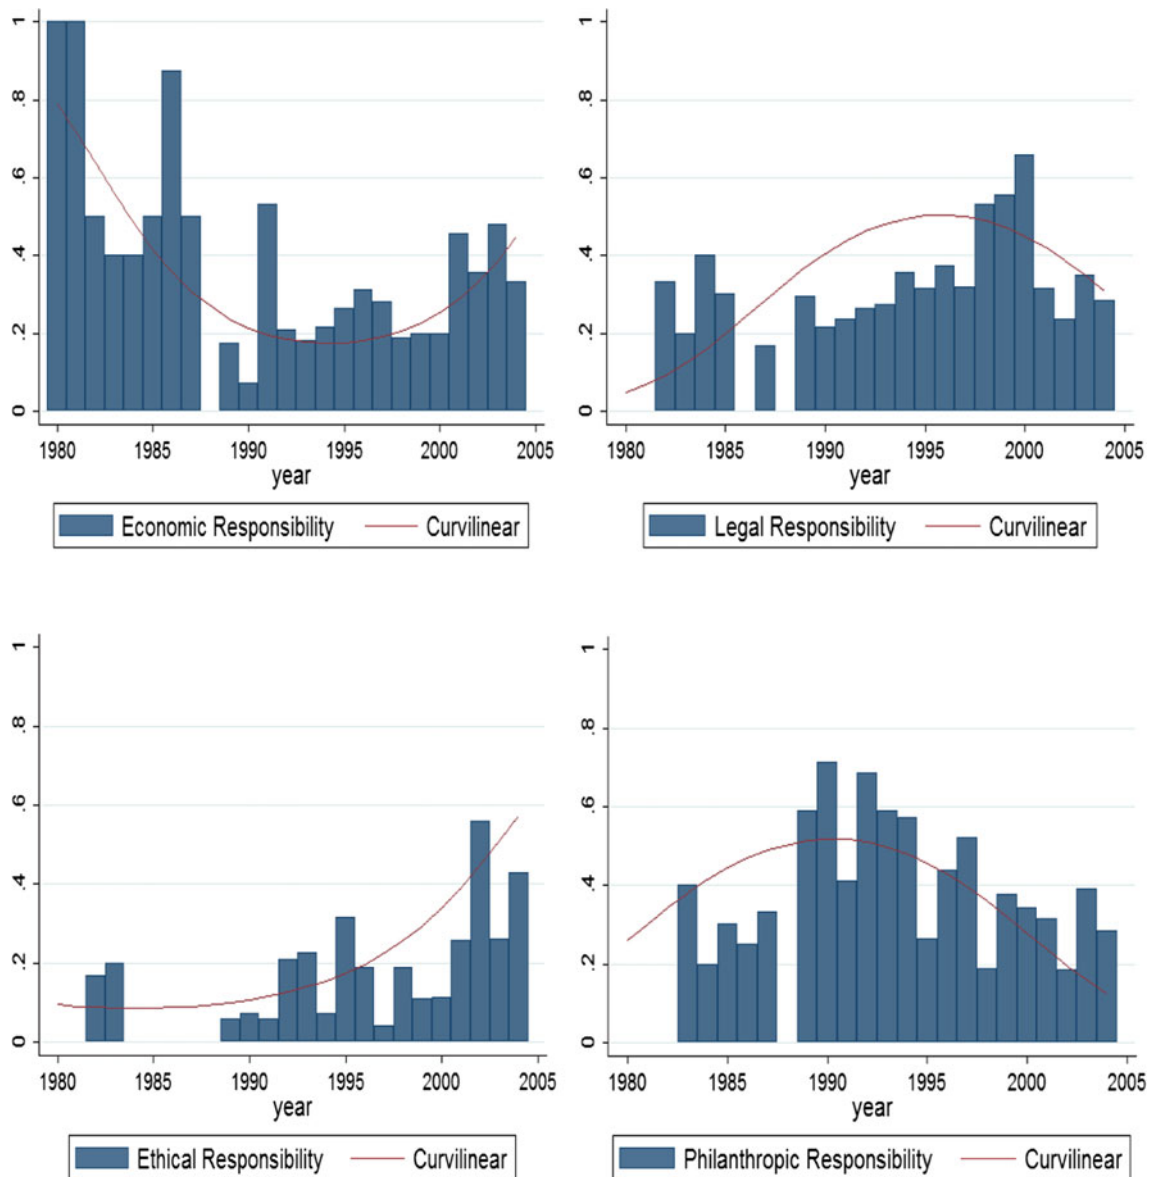 1
.8
.6
.4
.2
0
1980 1985 1990 1995 2000 2005
year
Economic Responsibility Curvilinear
1
.8
.6
.4
.2
0
1980 1985 1990 1995 2000 2005
year
Legal Responsibility Curvilinear
1
.8
.6
.4
.2
0
1980 1985 1990 1995 2000 2005
year
Ethical Responsibility Curvilinear
1
.8
.6
.4
.2
0
1980 1985 1990 1995 2000 2005
year
Philanthropic Responsibility Curvilinear